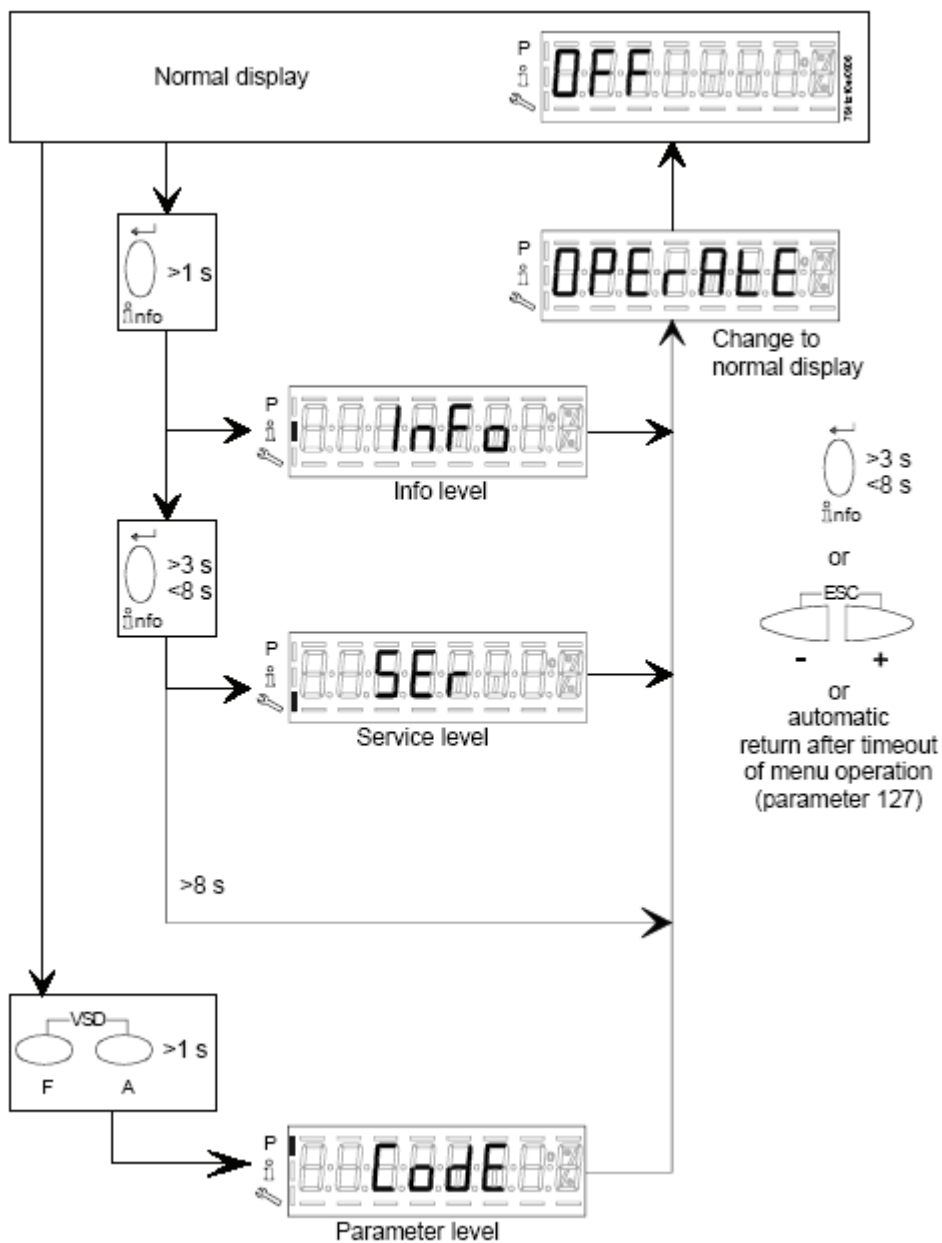 Normal display
P
OFF
7541z10e/0606
>1 s
info
P
OPErAtE
Change to
normal display
P
InFo
Info level
>3 s
<8 s
info
>3 s
<8 s
info
or
ESC
- +
or
automatic
return after timeout
of menu operation
(parameter 127)
P
SEr
Service level
>8 s
VSD
>1 s
F A
P
CodE
Parameter level